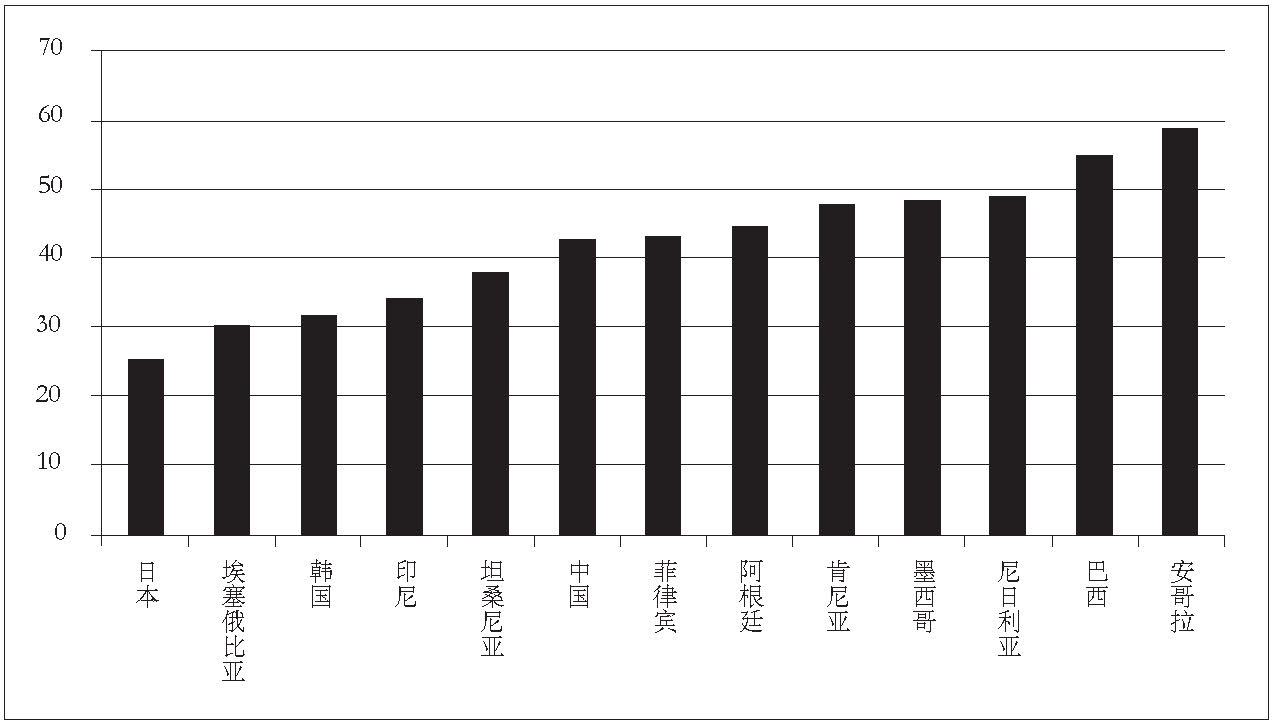 70
60
50
40
30
20
10
0
日本
埃塞俄比亚
韩国
印尼
坦桑尼亚
中国
菲律宾
阿根廷
肯尼亚
墨西哥
尼日利亚
巴西
安哥拉